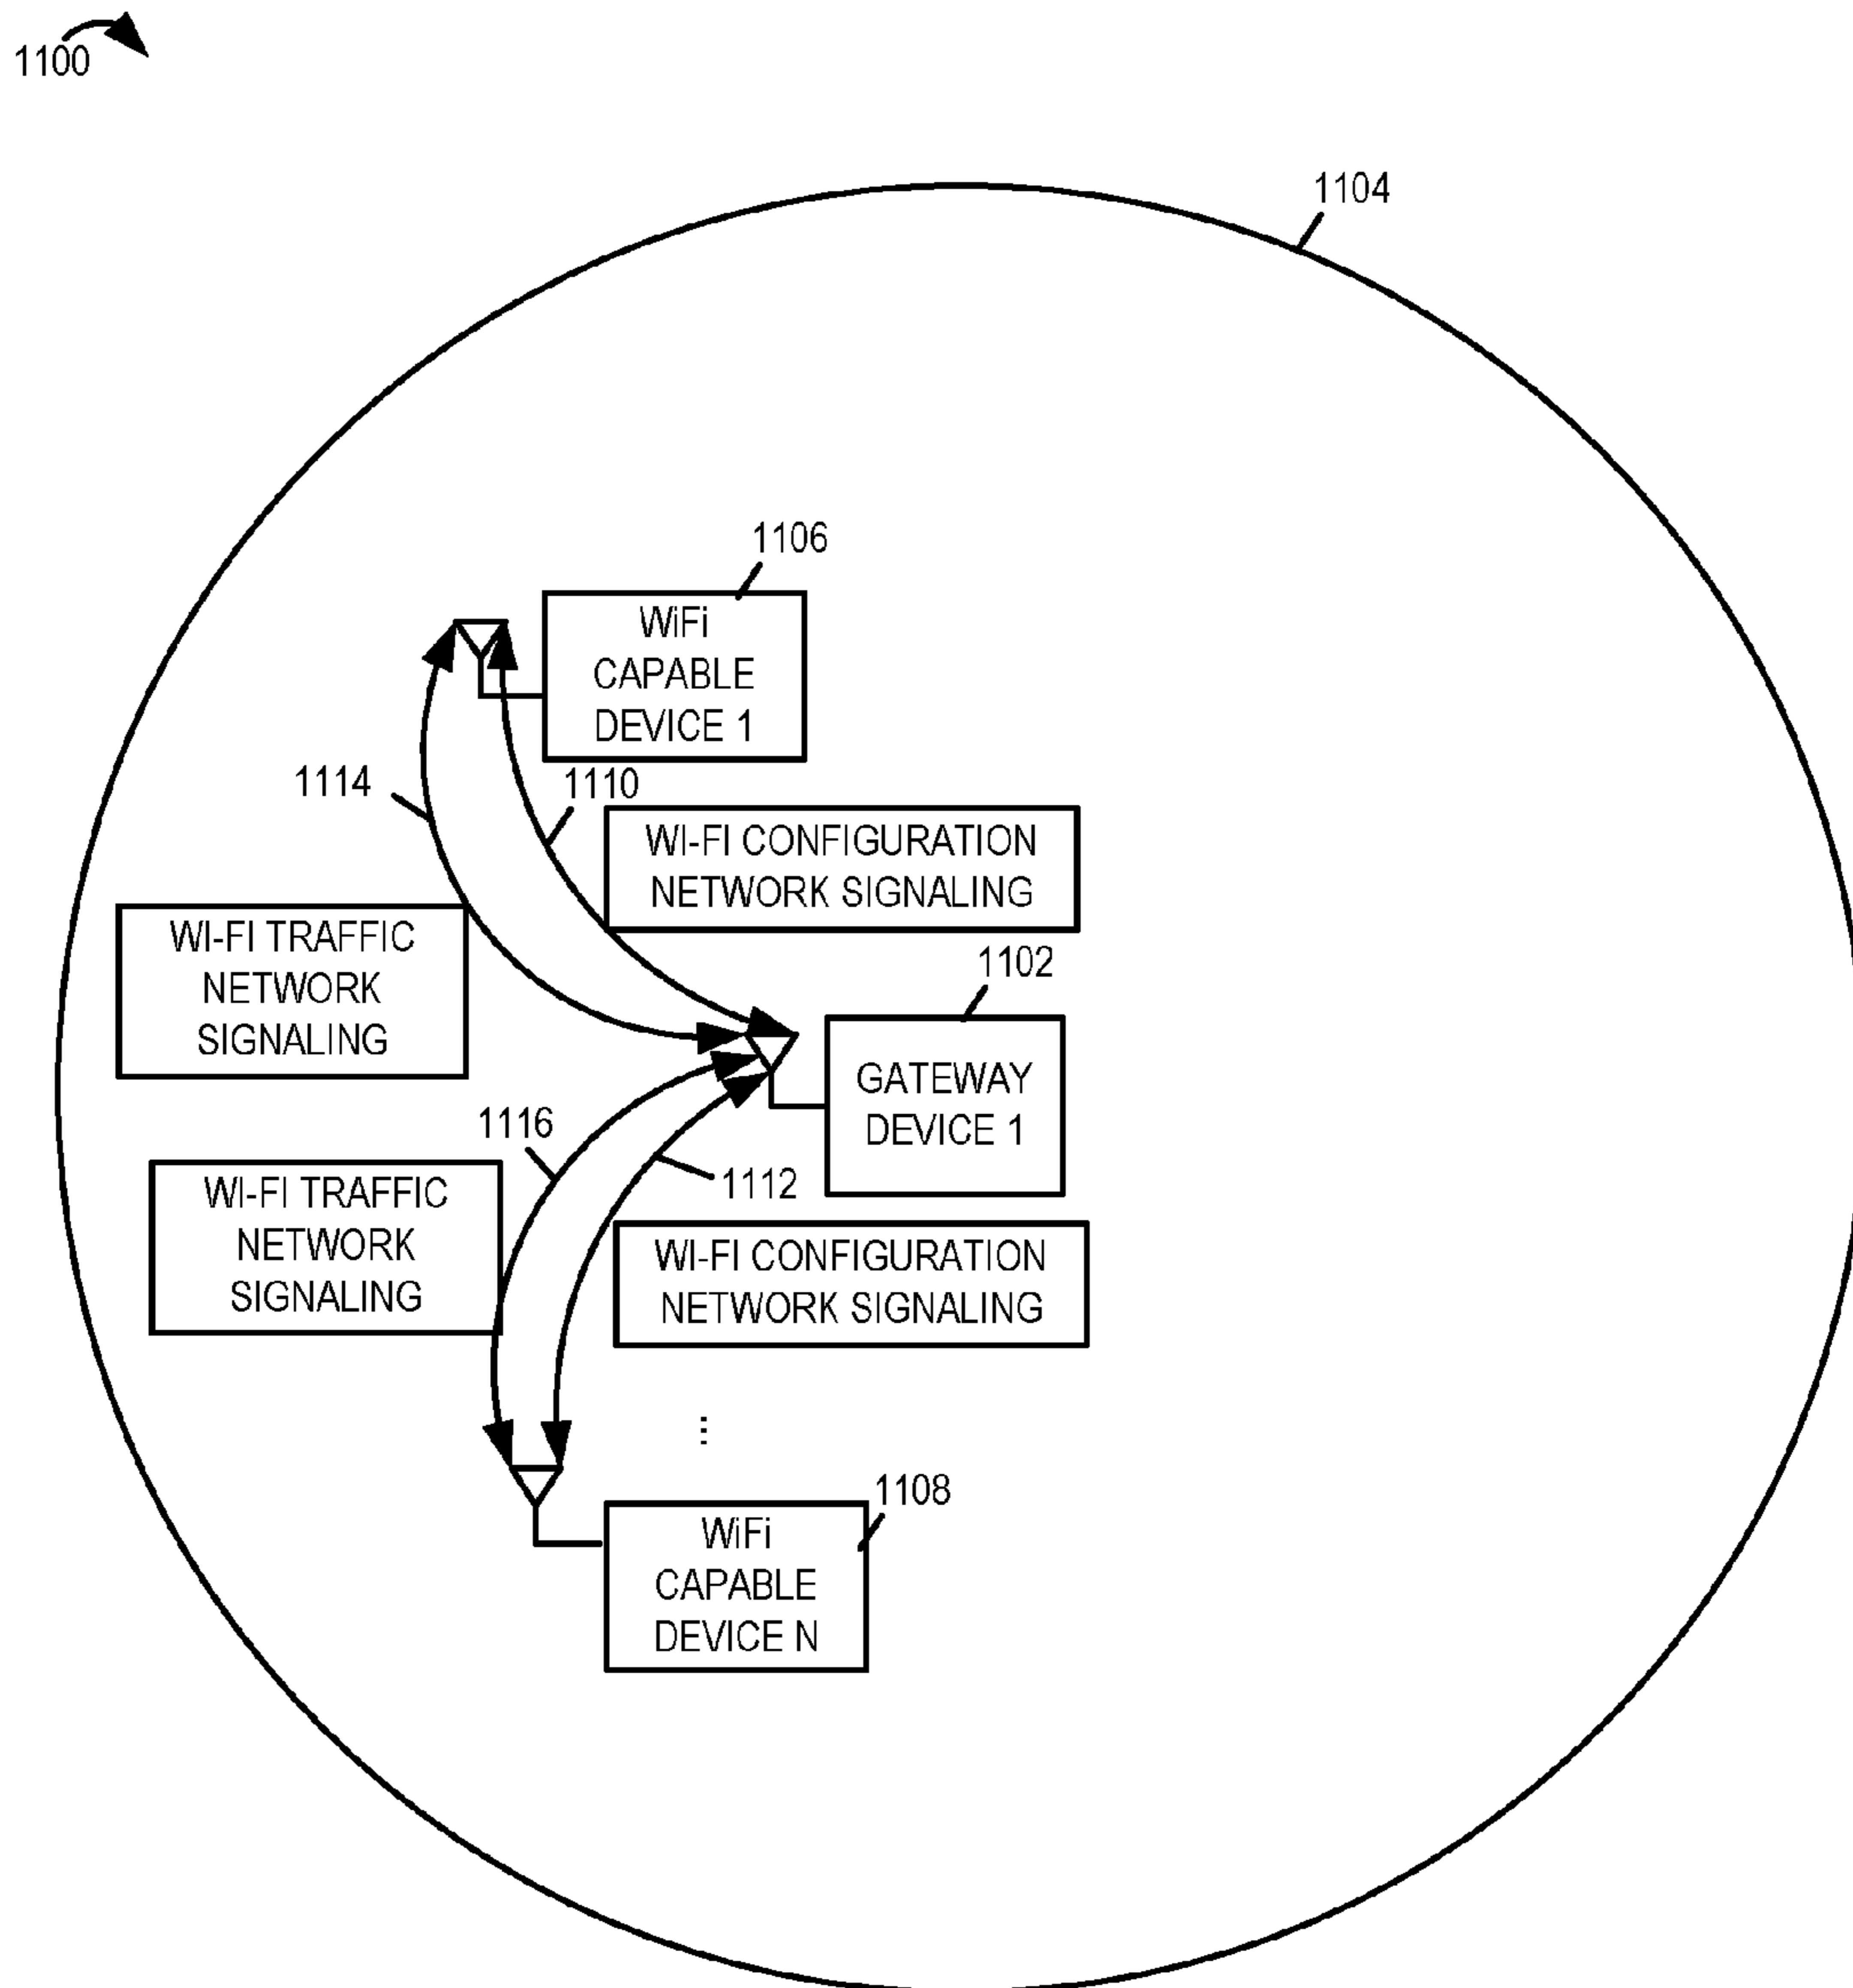 1100
1104
1106
WiFi
CAPABLE
DEVICE 1
1114
1110
WI-FI CONFIGURATION
NETWORK SIGNALING
WI-FI TRAFFIC
NETWORK
SIGNALING
1102
GATEWAY
DEVICE 1
1116
1112
WI-FI TRAFFIC
NETWORK
SIGNALING
WI-FI CONFIGURATION
NETWORK SIGNALING
...
1108
WiFi
CAPABLE
DEVICE N